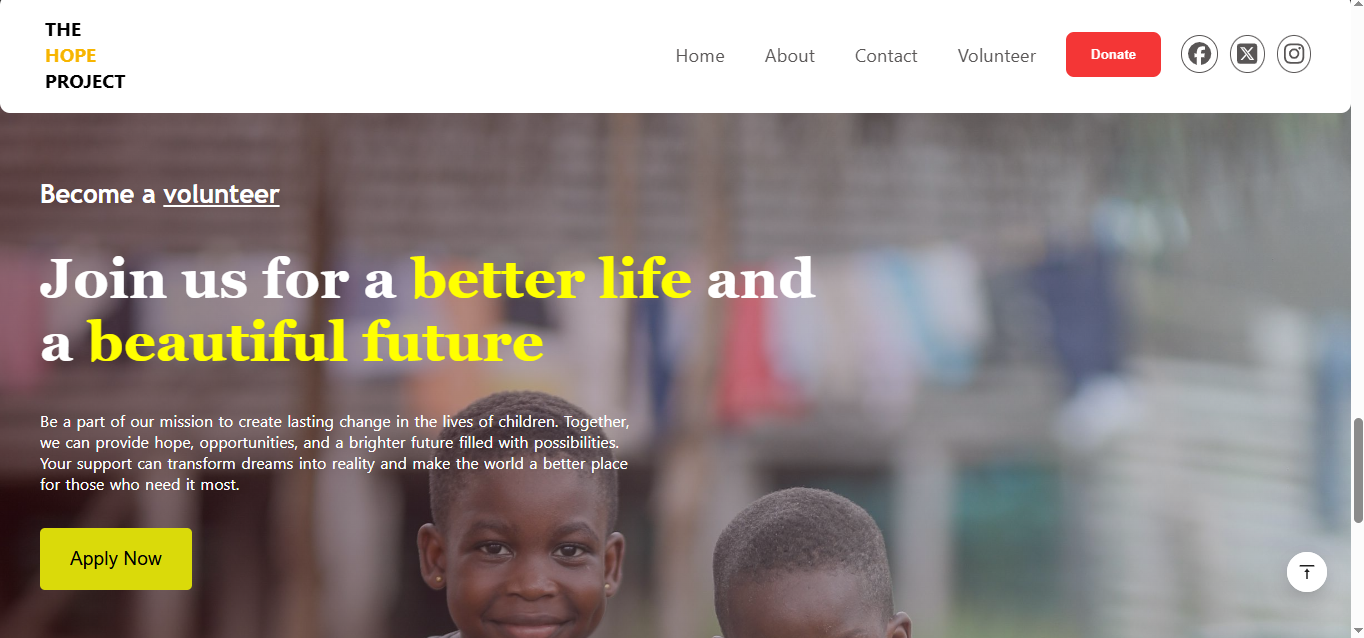 THE
HOPE
PROJECT
Home About Contact Volunteer Donate
Become a volunteer
Join us for a better life and
a beautiful future
Be a part of our mission to create lasting change in the lives of children. Together,
we can provide hope, opportunities, and a brighter future filled with possibilities.
Your support can transform dreams into reality and make the world a better place
for those who need it most.
Apply Now